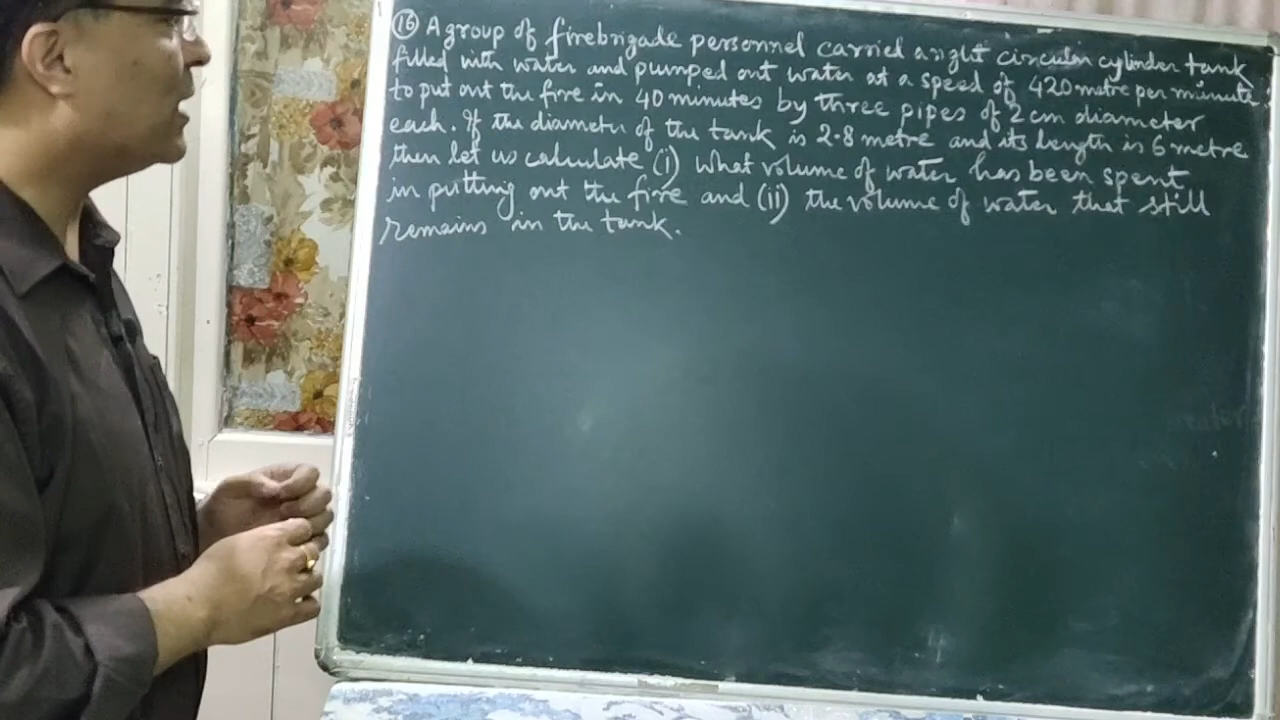 (16) A group of firebrigade personnel carried a right circular cylinder tank
filled with water and pumped out water at a speed of 420 metre per minute
to put out the fire in 40 minutes by three pipes of 2 cm diameter
each. If the diameter of the tank is 2.8 metre and its length is 6 metre
then let us calculate (i) What volume of water has been spent
in putting out the fire and (ii) the volume of water that still
remains in the tank.